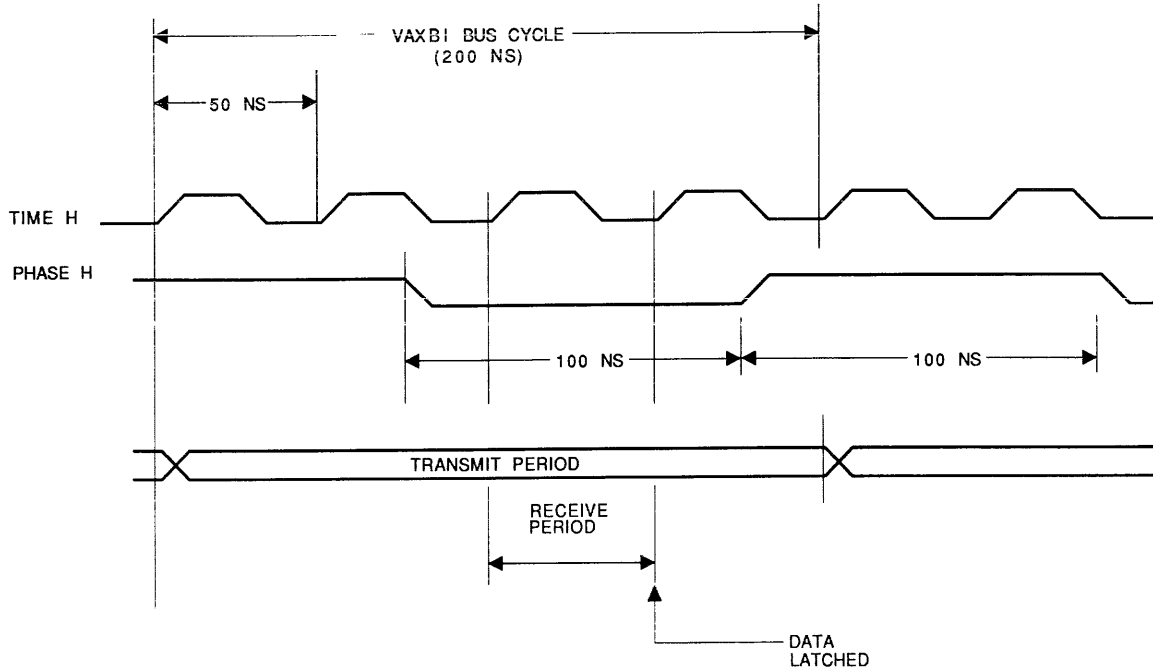 VAXBI BUS CYCLE
(200 NS)
50 NS
TIME H
PHASE H
100 NS
100 NS
TRANSMIT PERIOD
RECEIVE
PERIOD
DATA
LATCHED